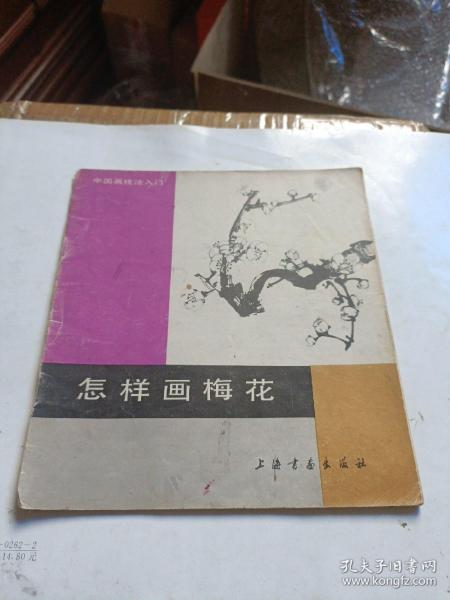 中国画技法入门
怎样画梅花
上海书画出版社
-0262-2
14.80元
孔夫子旧书网
www.kongfz.com